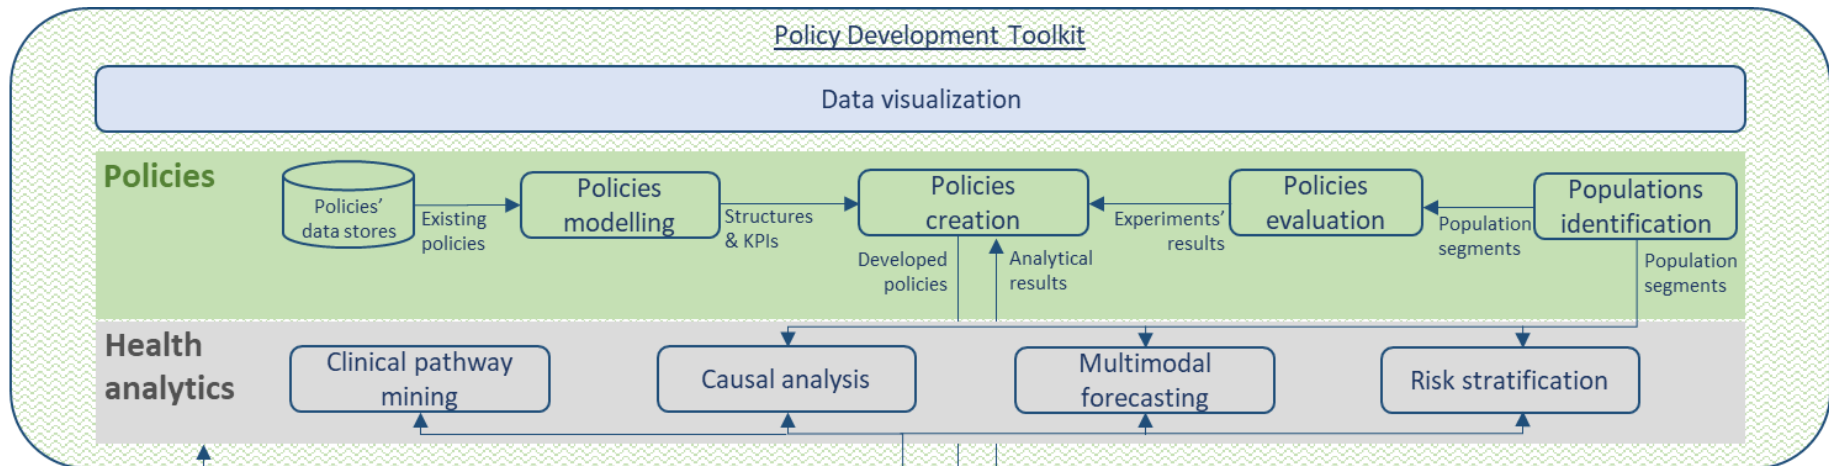 Policy Development Toolkit
Data visualization
Policies
Policies'
data stores
Existing
policies
Policies
modelling
Structures
& KPIs
Policies
creation
Experiments'
results
Policies
evaluation
Population
segments
Populations
identification
Developed
policies
Analytical
results
Population
segments
Health
analytics
Clinical pathway
mining
Causal analysis
Multimodal
forecasting
Risk stratification